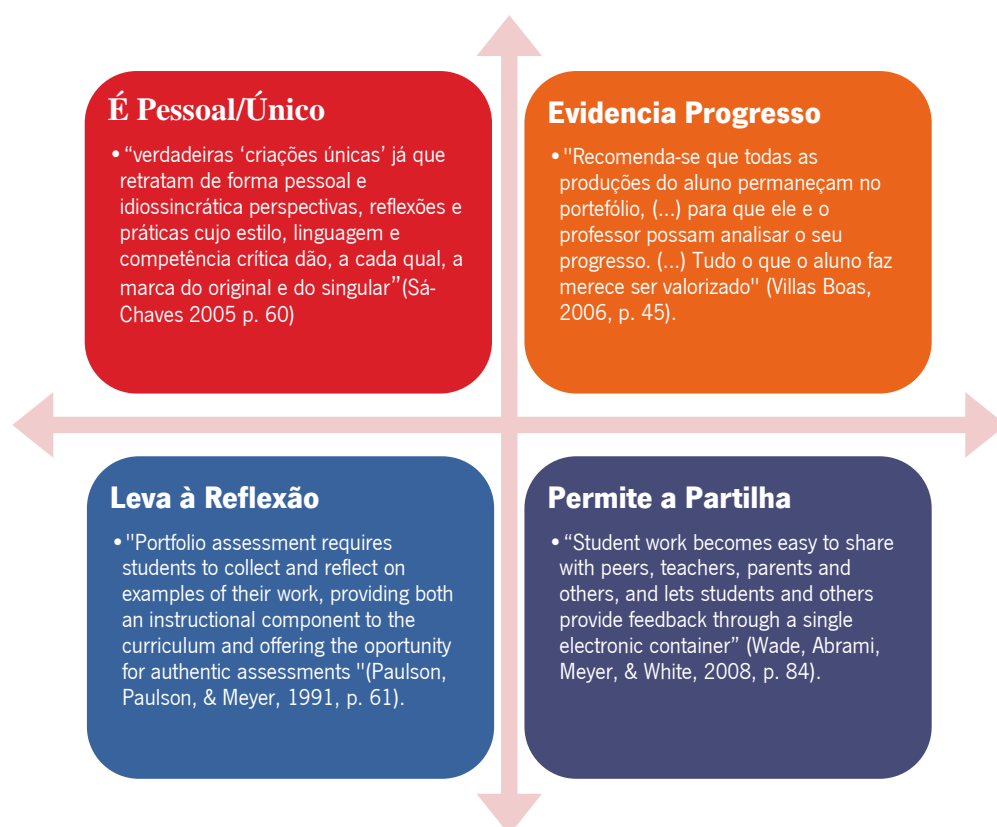 É Pessoal/Único
•“verdadeiras ‘criações únicas’ já que
retratam de forma pessoal e
idiossincrática perspectivas, reflexões e
práticas cujo estilo, linguagem e
competência crítica dão, a cada qual, a
marca do original e do singular”(Sá-
Chaves 2005 p. 60)
Evidencia Progresso
•"Recomenda-se que todas as
produções do aluno permaneçam no
portefólio, (...) para que ele e o
professor possam analisar o seu
progresso. (...) Tudo o que o aluno faz
merece ser valorizado" (Villas Boas,
2006, p. 45).
Leva à Reflexão
•"Portfolio assessment requires
students to collect and reflect on
examples of their work, providing both
an instructional component to the
curriculum and offering the oportunity
for authentic assessments "(Paulson,
Paulson, & Meyer, 1991, p. 61).
Permite a Partilha
•“Student work becomes easy to share
with peers, teachers, parents and
others, and lets students and others
provide feedback through a single
electronic container” (Wade, Abrami,
Meyer, & White, 2008, p. 84).